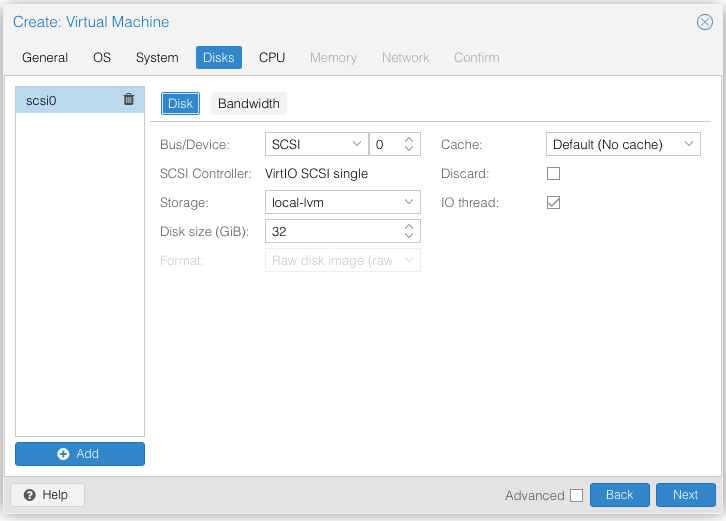 Create: Virtual Machine
General OS System Disks CPU Memory Network Confirm
scsi0
Disk Bandwidth
Bus/Device: SCSI 0 Cache: Default (No cache)
SCSI Controller: VirtIO SCSI single Discard:
Storage: local-lvm IO thread:
Disk size (GiB): 32
Format: Raw disk image (raw
Add
Help Advanced Back Next